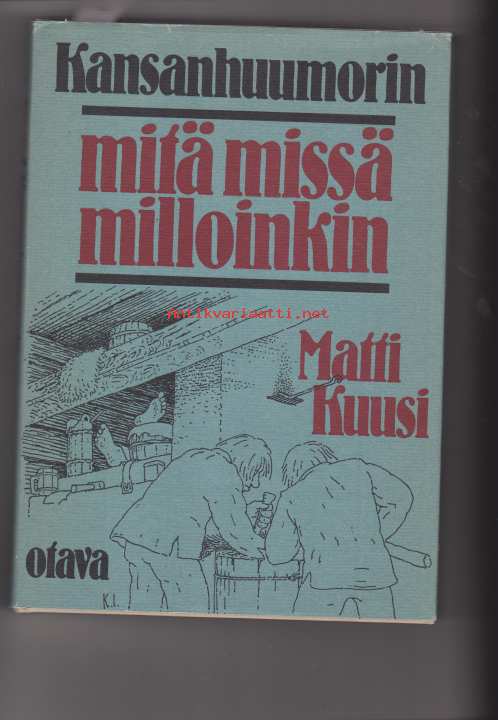 Kansanhuumorin
mitä missä
milloinkin
antikvariaatti.net
Matti
Kuusi
otava
K.I.